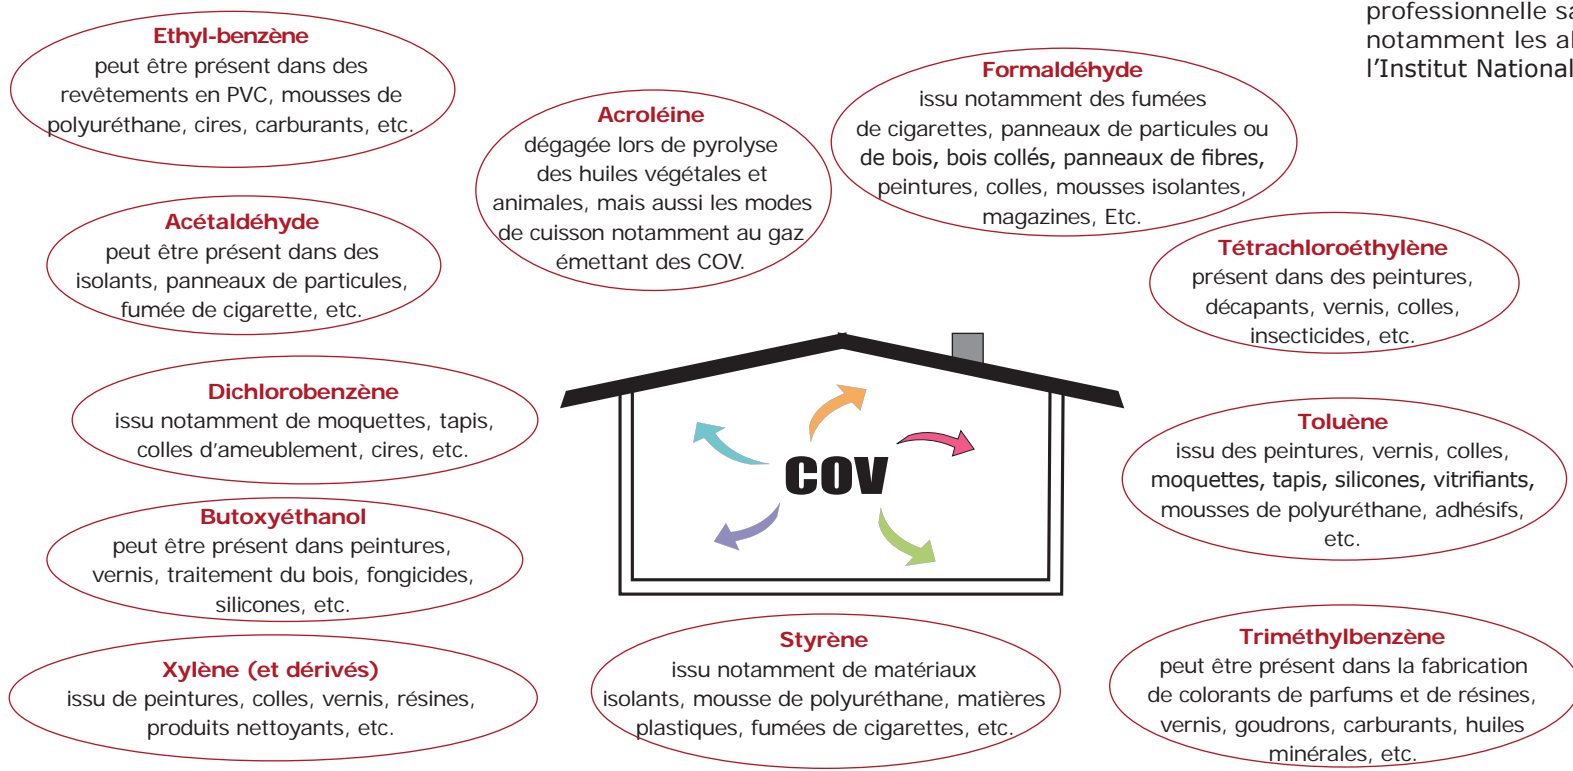 professionnelle
notamment les
l'Institut National
Ethyl-benzène
peut être présent dans des
revêtements en PVC, mousses de
polyuréthane, cires, carburants, etc.
Acroléine
dégagée lors de pyrolyse
des huiles végétales et
animales, mais aussi les modes
de cuisson notamment au gaz
émettant des COV.
Formaldéhyde
issu notamment des fumées
de cigarettes, panneaux de particules ou
de bois, bois collés, panneaux de fibres,
peintures, colles, mousses isolantes,
magazines, Etc.
Acétaldéhyde
peut être présent dans des
isolants, panneaux de particules,
fumée de cigarette, etc.
Tétrachloroéthylène
présent dans des peintures,
décapants, vernis, colles,
insecticides, etc.
Dichlorobenzène
issu notamment de moquettes, tapis,
colles d'ameublement, cires, etc.
COV
Toluène
issu des peintures, vernis, colles,
moquettes, tapis, silicones, vitrifiants,
mousses de polyuréthane, adhésifs,
etc.
Butoxyéthanol
peut être présent dans peintures,
vernis, traitement du bois, fongicides,
silicones, etc.
Xylène (et dérivés)
issu de peintures, colles, vernis, résines,
produits nettoyants, etc.
Styrène
issu notamment de matériaux
isolants, mousse de polyuréthane, matières
plastiques, fumées de cigarettes, etc.
Triméthylbenzène
peut être présent dans la fabrication
de colorants de parfums et de résines,
vernis, goudrons, carburants, huiles
minérales, etc.